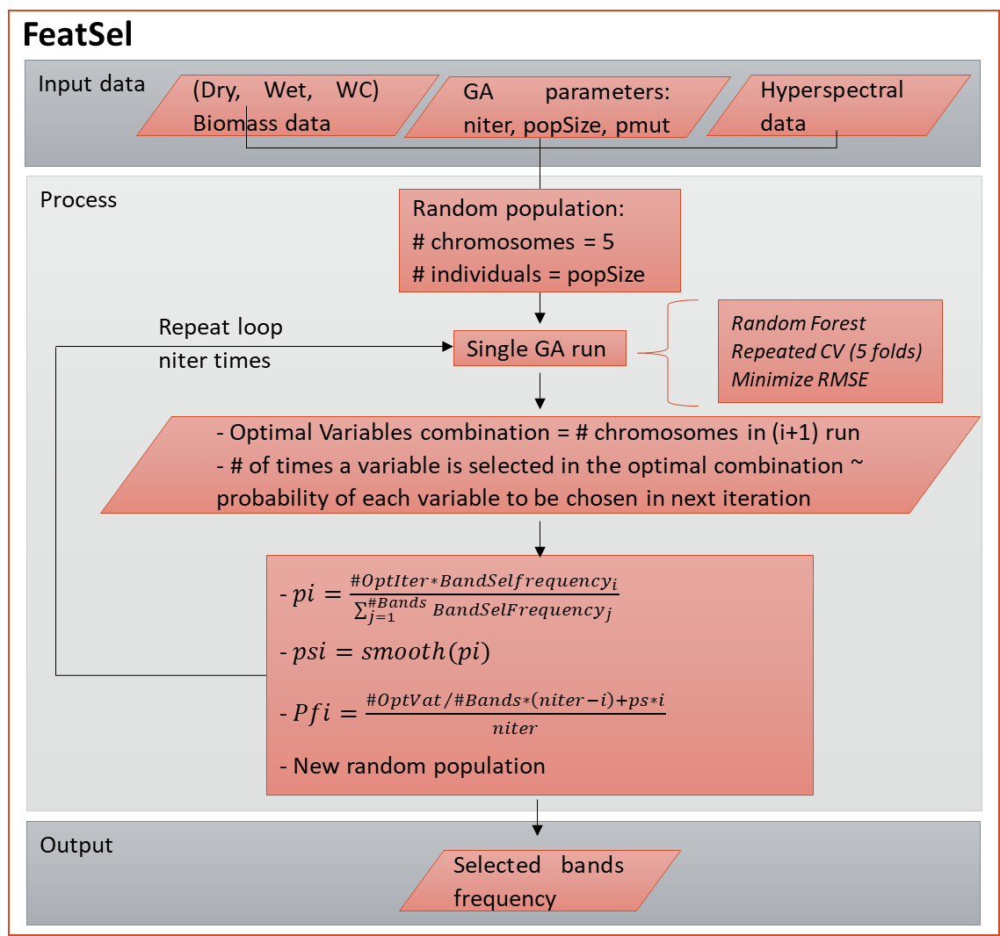 FeatSel
Input data
(Dry, Wet, WC)
Biomass data
GA parameters:
niter, popSize, pmut
Hyperspectral
data
Process
Random population:
# chromosomes = 5
# individuals = popSize
Repeat loop
niter times
Single GA run
Random Forest
Repeated CV (5 folds)
Minimize RMSE
- Optimal Variables combination = # chromosomes in (i+1) run
- # of times a variable is selected in the optimal combination ~
probability of each variable to be chosen in next iteration
- pi = #OptIter*BandSelfrequency_i / ∑_{j=1}^{#Bands} BandSelFrequency_j
- psi = smooth(pi)
- Pfi = #OptVat/#Bands*(niter−i)+ps*i / niter
- New random population
Output
Selected bands
frequency